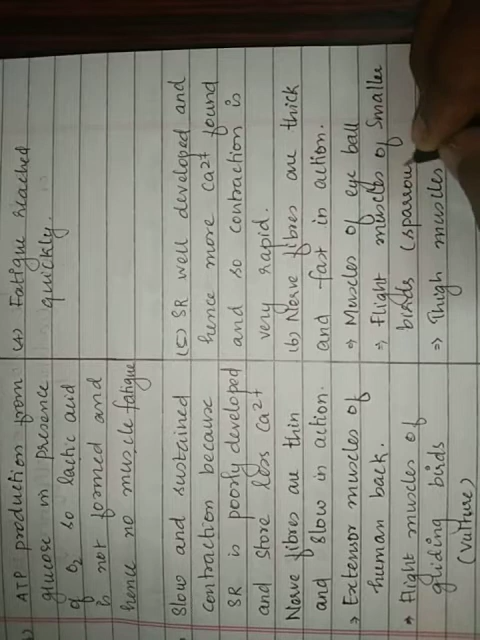 ATP production from
glucose in presence
of O2 so lactic acid
is not formed and
hence no muscle fatigue
Slow and sustained
contraction because
SR is poorly developed
and store less Ca2+
Nerve fibres are thin
and slow in action.
→ Extensor muscles of
human back.
→ Flight muscles of
gliding birds
(vulture)
(4) Fatigue reached
quickly.
(5) SR well developed and
hence more Ca2+ found
and so contraction is
very rapid.
(6) Nerve fibres are thick
and fast in action.
→ Muscles of eye ball
→ Flight muscles of smaller
birds (sparrow
⇒ Thigh muscles